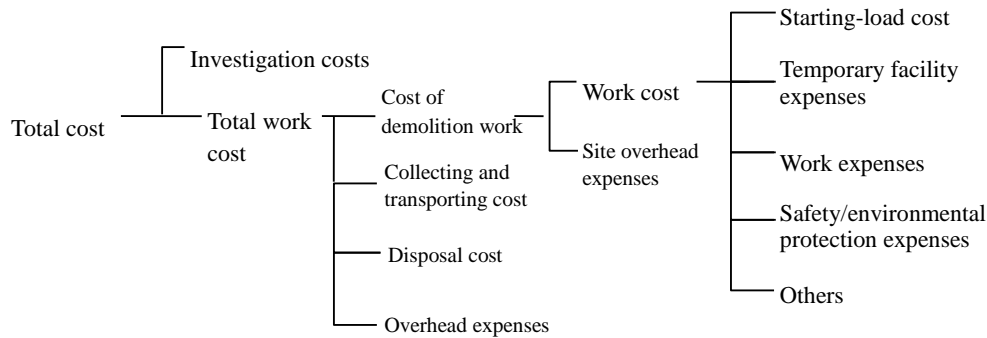 Total cost
Investigation costs
Total work
cost
Cost of
demolition work
Collecting and
transporting cost
Disposal cost
Overhead expenses
Work cost
Site overhead
expenses
Starting-load cost
Temporary facility
expenses
Work expenses
Safety/environmental
protection expenses
Others